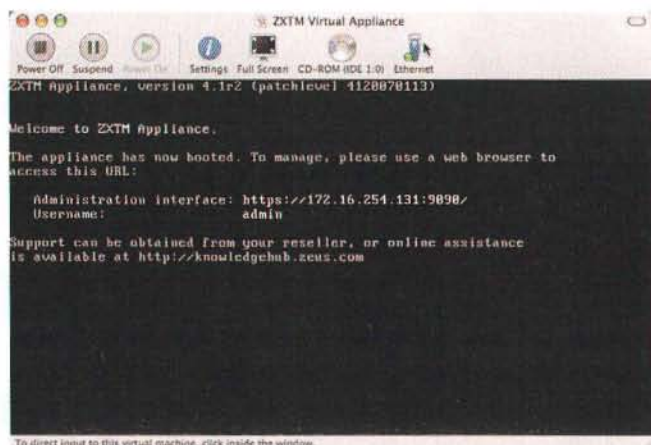 ZXTM Virtual Appliance
Power Off Suspend Power On Settings Full Screen CD-ROM (IDE 1:0) Ethernet
ZXTM Appliance, version 4.1r2 (patchlevel 4120070113)
Welcome to ZXTM Appliance.
The appliance has now booted. To manage, please use a web browser to
access this URL:
Administration interface: https://172.16.254.131:9090/
Username: admin
Support can be obtained from your reseller, or online assistance
is available at http://knowledgehub.zeus.com
To direct input to this virtual machine, click inside the window.